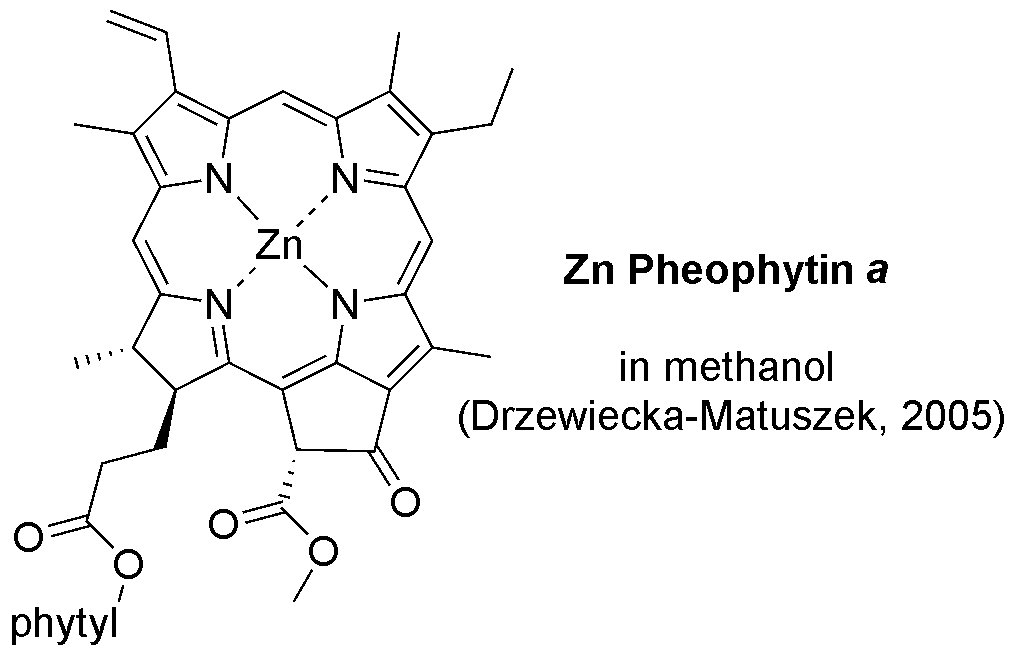 N
N
Zn
Zn Pheophytin a
N
N
in methanol
(Drzewiecka-Matuszek, 2005)
O
O
O
O
O
phytyl